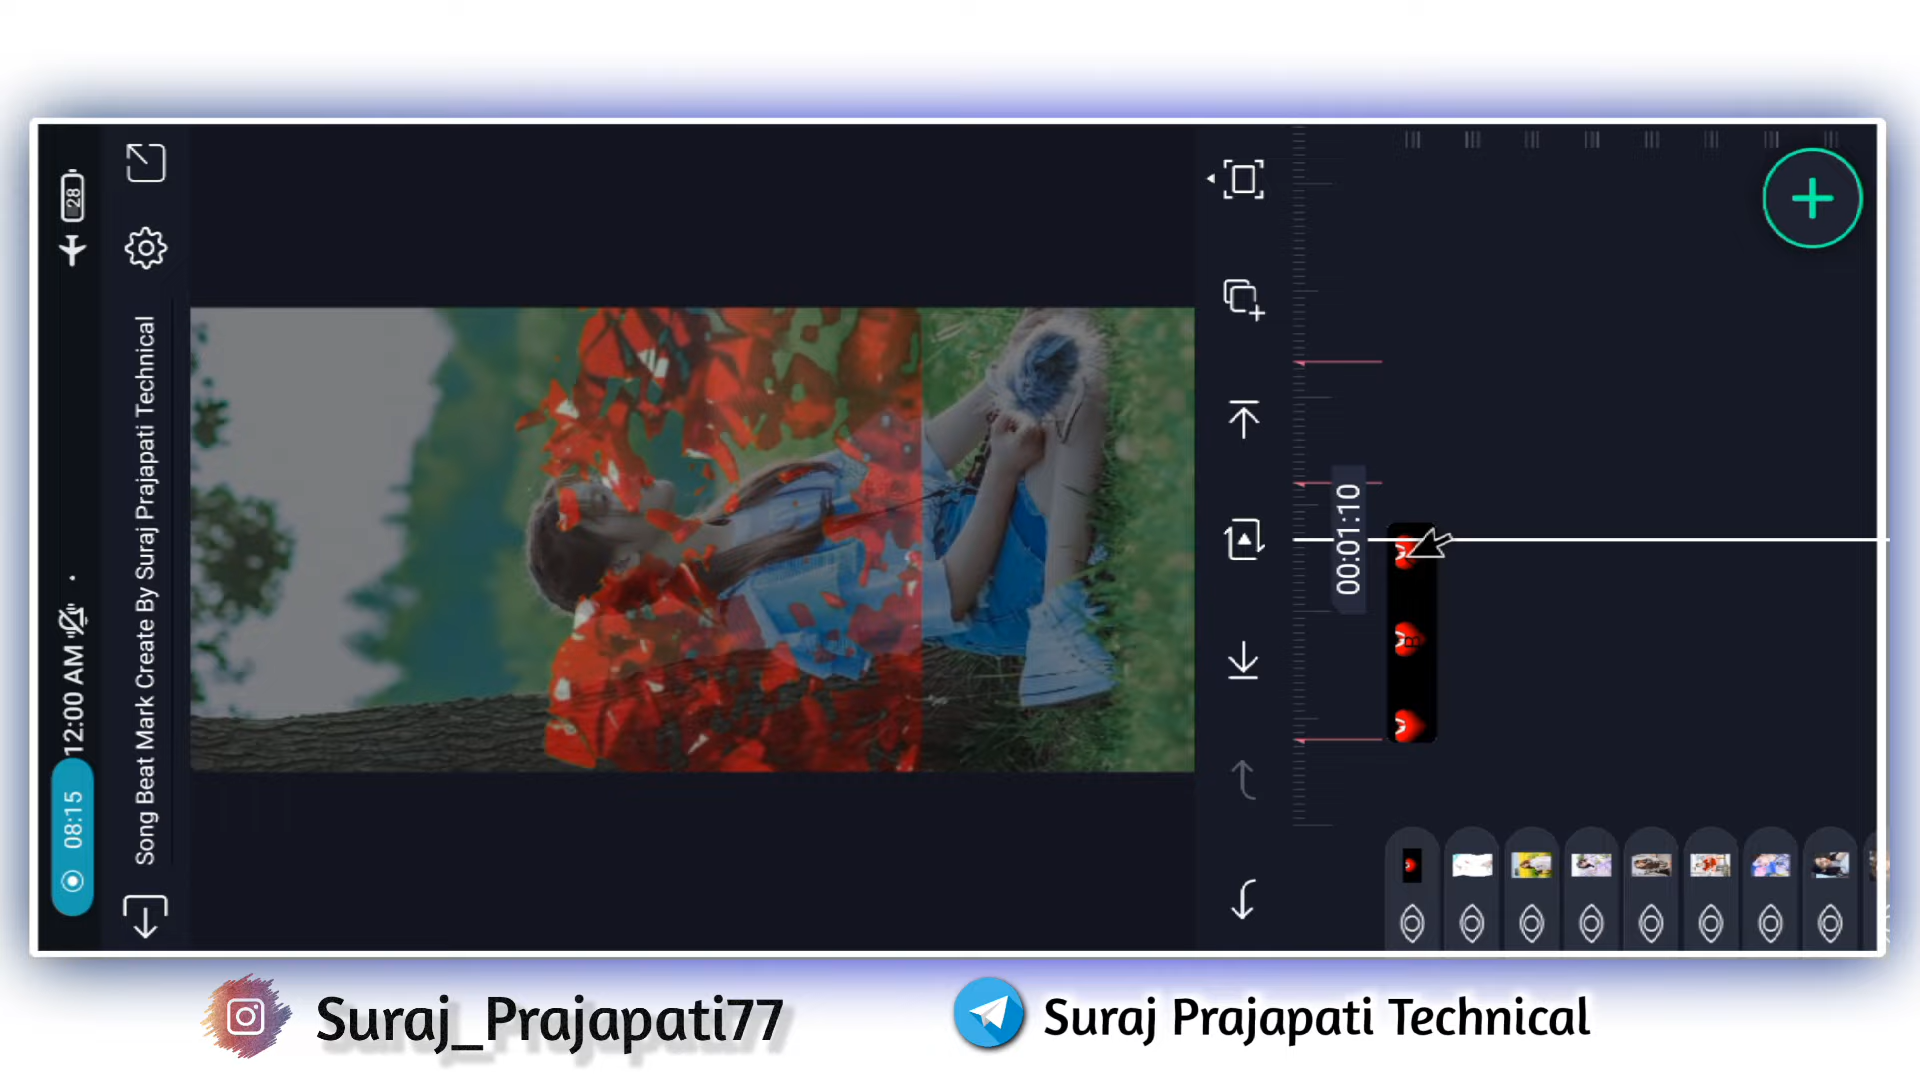 28
12:00 AM
08:15
Song Beat Mark Create By Suraj Prajapati Technical
00:01:10
Suraj_Prajapati77
Suraj Prajapati Technical